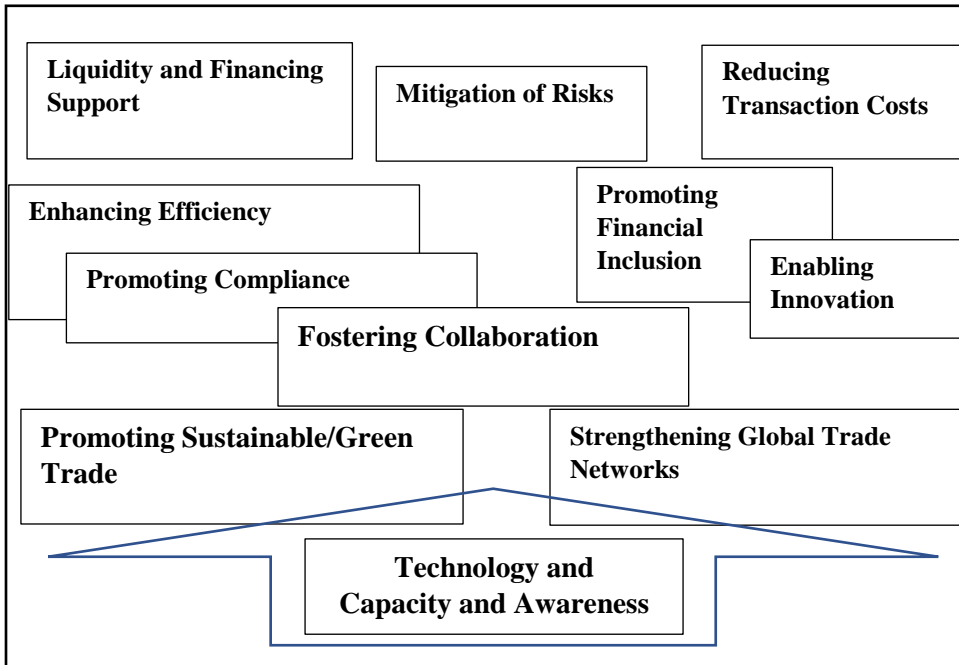 Liquidity and Financing
Support
Mitigation of Risks
Reducing
Transaction Costs
Enhancing Efficiency
Promoting
Financial
Inclusion
Promoting Compliance
Enabling
Innovation
Fostering Collaboration
Promoting Sustainable/Green
Trade
Strengthening Global Trade
Networks
Technology and
Capacity and Awareness